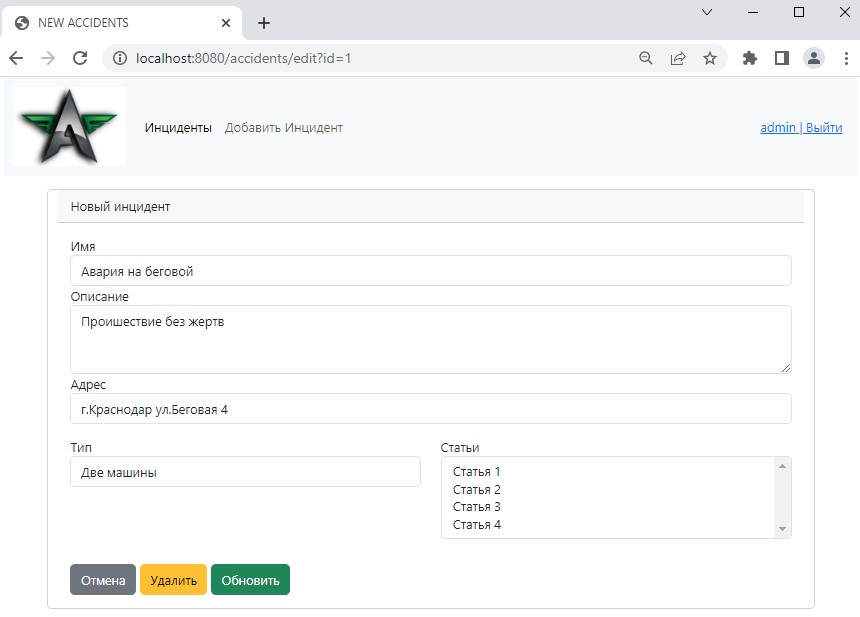 NEW ACCIDENTS
localhost:8080/accidents/edit?id=1
Инциденты Добавить Инцидент admin | Выйти
Новый инцидент
Имя
Авария на беговой
Описание
Проишествие без жертв
Адрес
г.Краснодар ул.Беговая 4
Тип Статьи
Две машины
Статья 1
Статья 2
Статья 3
Статья 4
Отмена Удалить Обновить